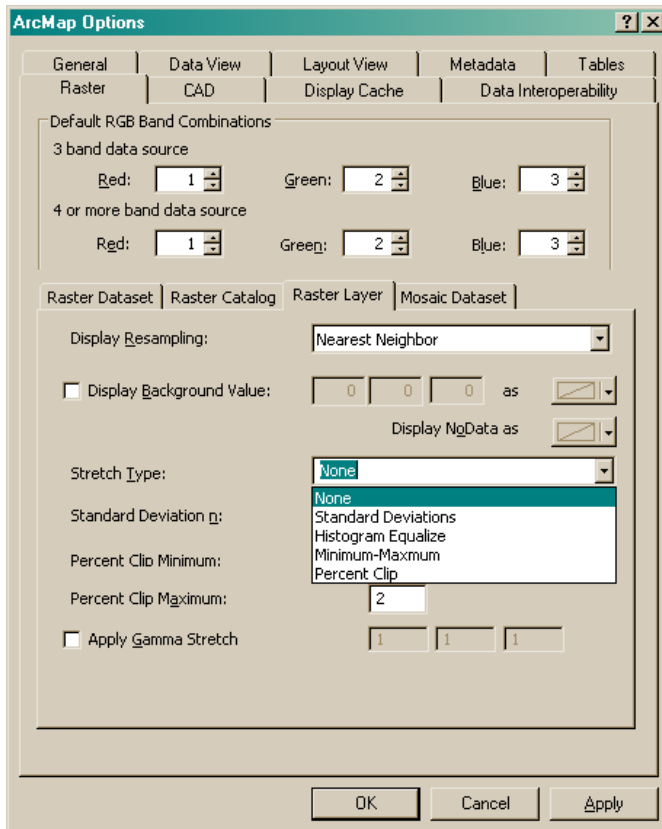 ArcMap Options
General Data View Layout View Metadata Tables
Raster CAD Display Cache Data Interoperability
Default RGB Band Combinations
3 band data source
Red: 1 Green: 2 Blue: 3
4 or more band data source
Red: 1 Green: 2 Blue: 3
Raster Dataset Raster Catalog Raster Layer Mosaic Dataset
Display Resampling: Nearest Neighbor
Display Background Value: 0 0 0 as
Display NoData as
Stretch Type: None
None
Standard Deviation n: Standard Deviations
Histogram Equalize
Percent Clip Minimum: Minimum-Maxmum
Percent Clip
Percent Clip Maximum: 2
Apply Gamma Stretch 1 1 1
OK Cancel Apply